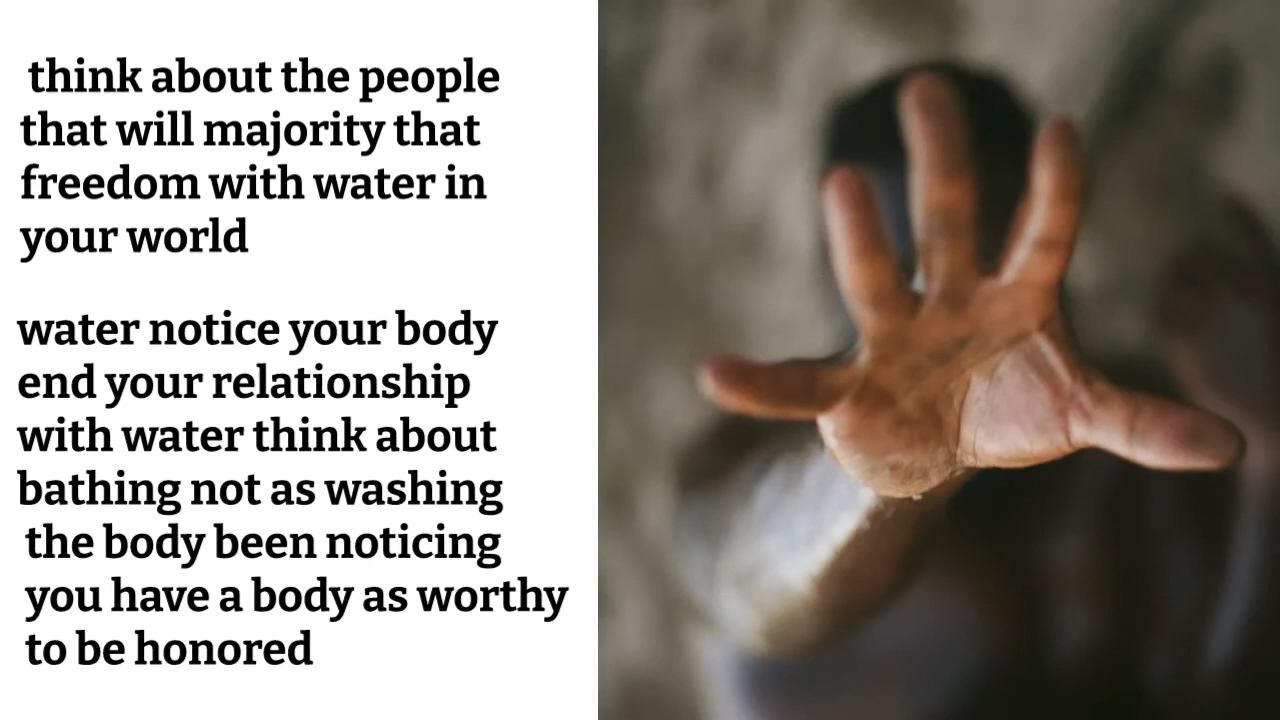 think about the people
that will majority that
freedom with water in
your world
water notice your body
end your relationship
with water think about
bathing not as washing
the body been noticing
you have a body as worthy
to be honored